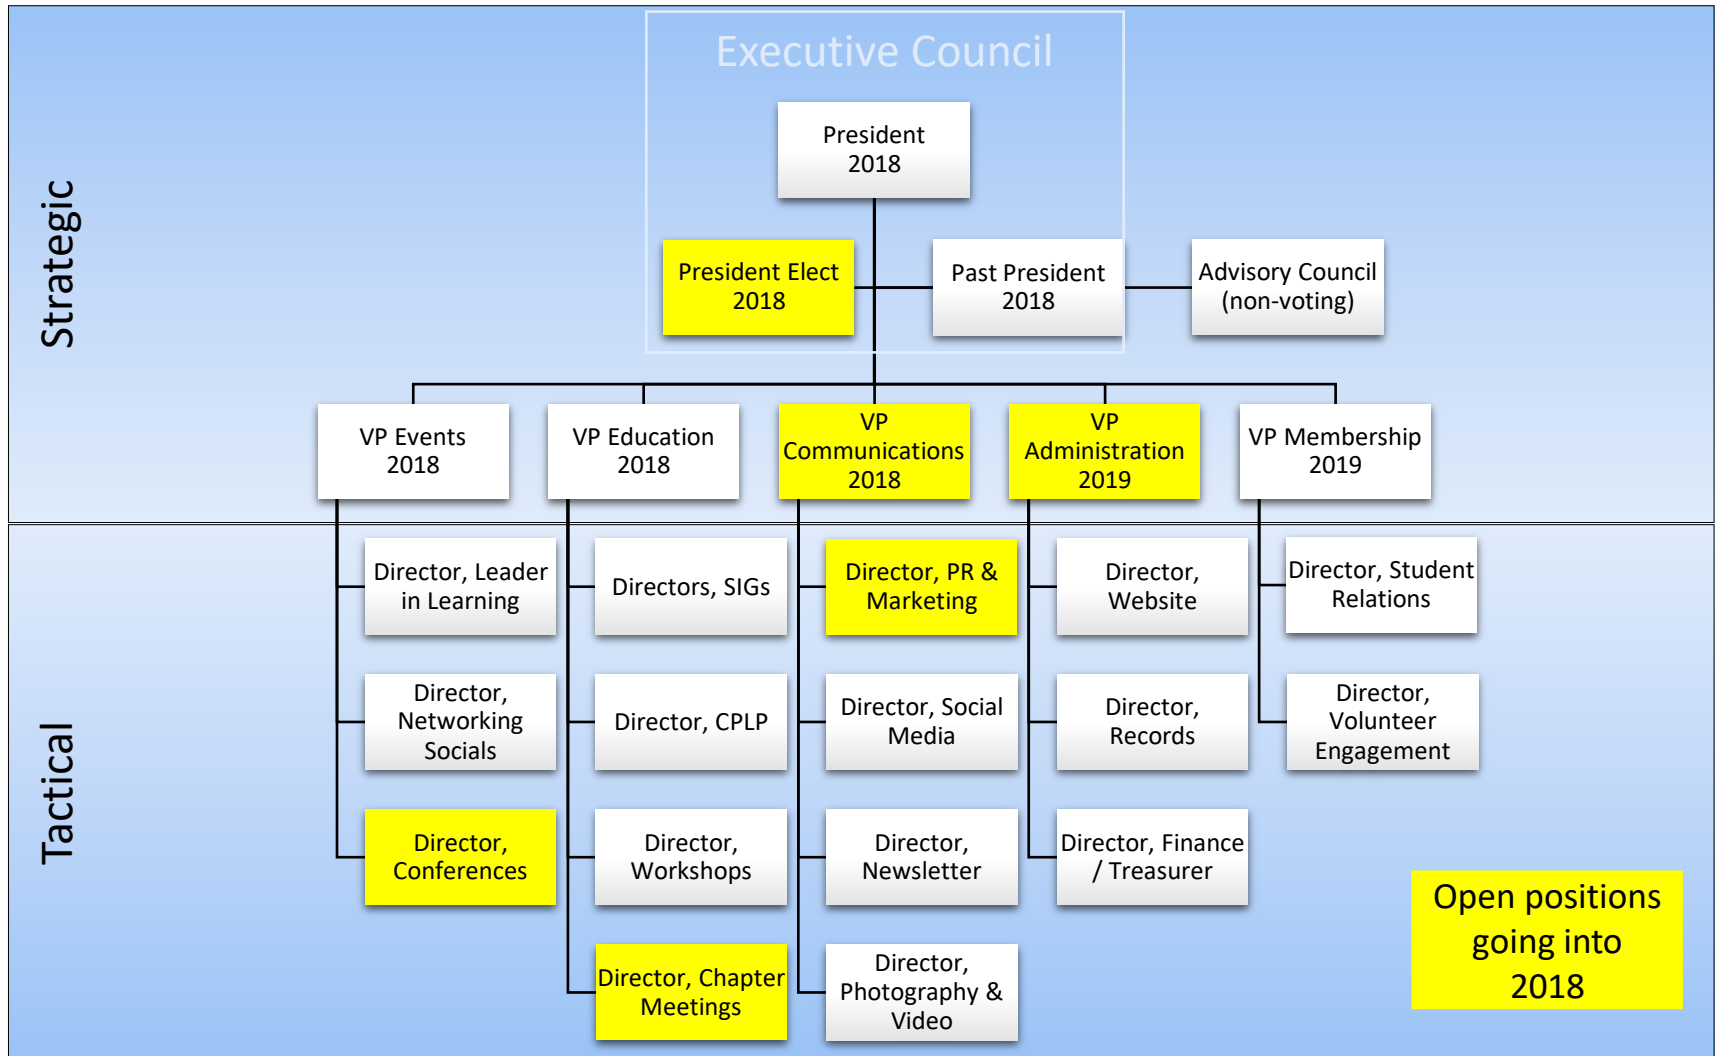 Executive Council
President
2018
President Elect
2018
Past President
2018
Advisory Council
(non-voting)
Strategic
VP Events
2018
VP Education
2018
VP
Communications
2018
VP
Administration
2019
VP Membership
2019
Tactical
Director, Leader
in Learning
Directors, SIGs
Director, PR &
Marketing
Director,
Website
Director, Student
Relations
Director,
Networking
Socials
Director, CPLP
Director, Social
Media
Director,
Records
Director,
Volunteer
Engagement
Director,
Conferences
Director,
Workshops
Director,
Newsletter
Director, Finance
/ Treasurer
Director, Chapter
Meetings
Director,
Photography &
Video
Open positions
going into
2018